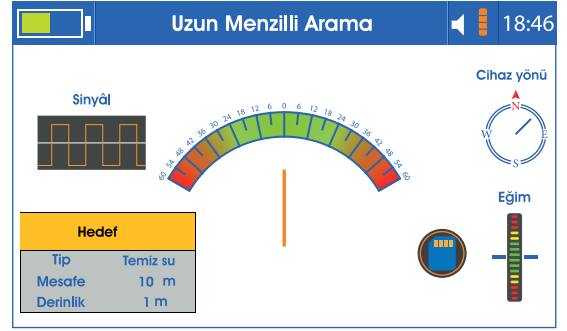 Uzun Menzilli Arama
18:46
Sinyâl
60 54 48 42 36 30 24 18 12 6 0 6 12 18 24 30 36 42 48 54 60
Cihaz yönü
N
W E
S
Eğim
Hedef
Tip Temiz su
Mesafe 10 m
Derinlik 1 m